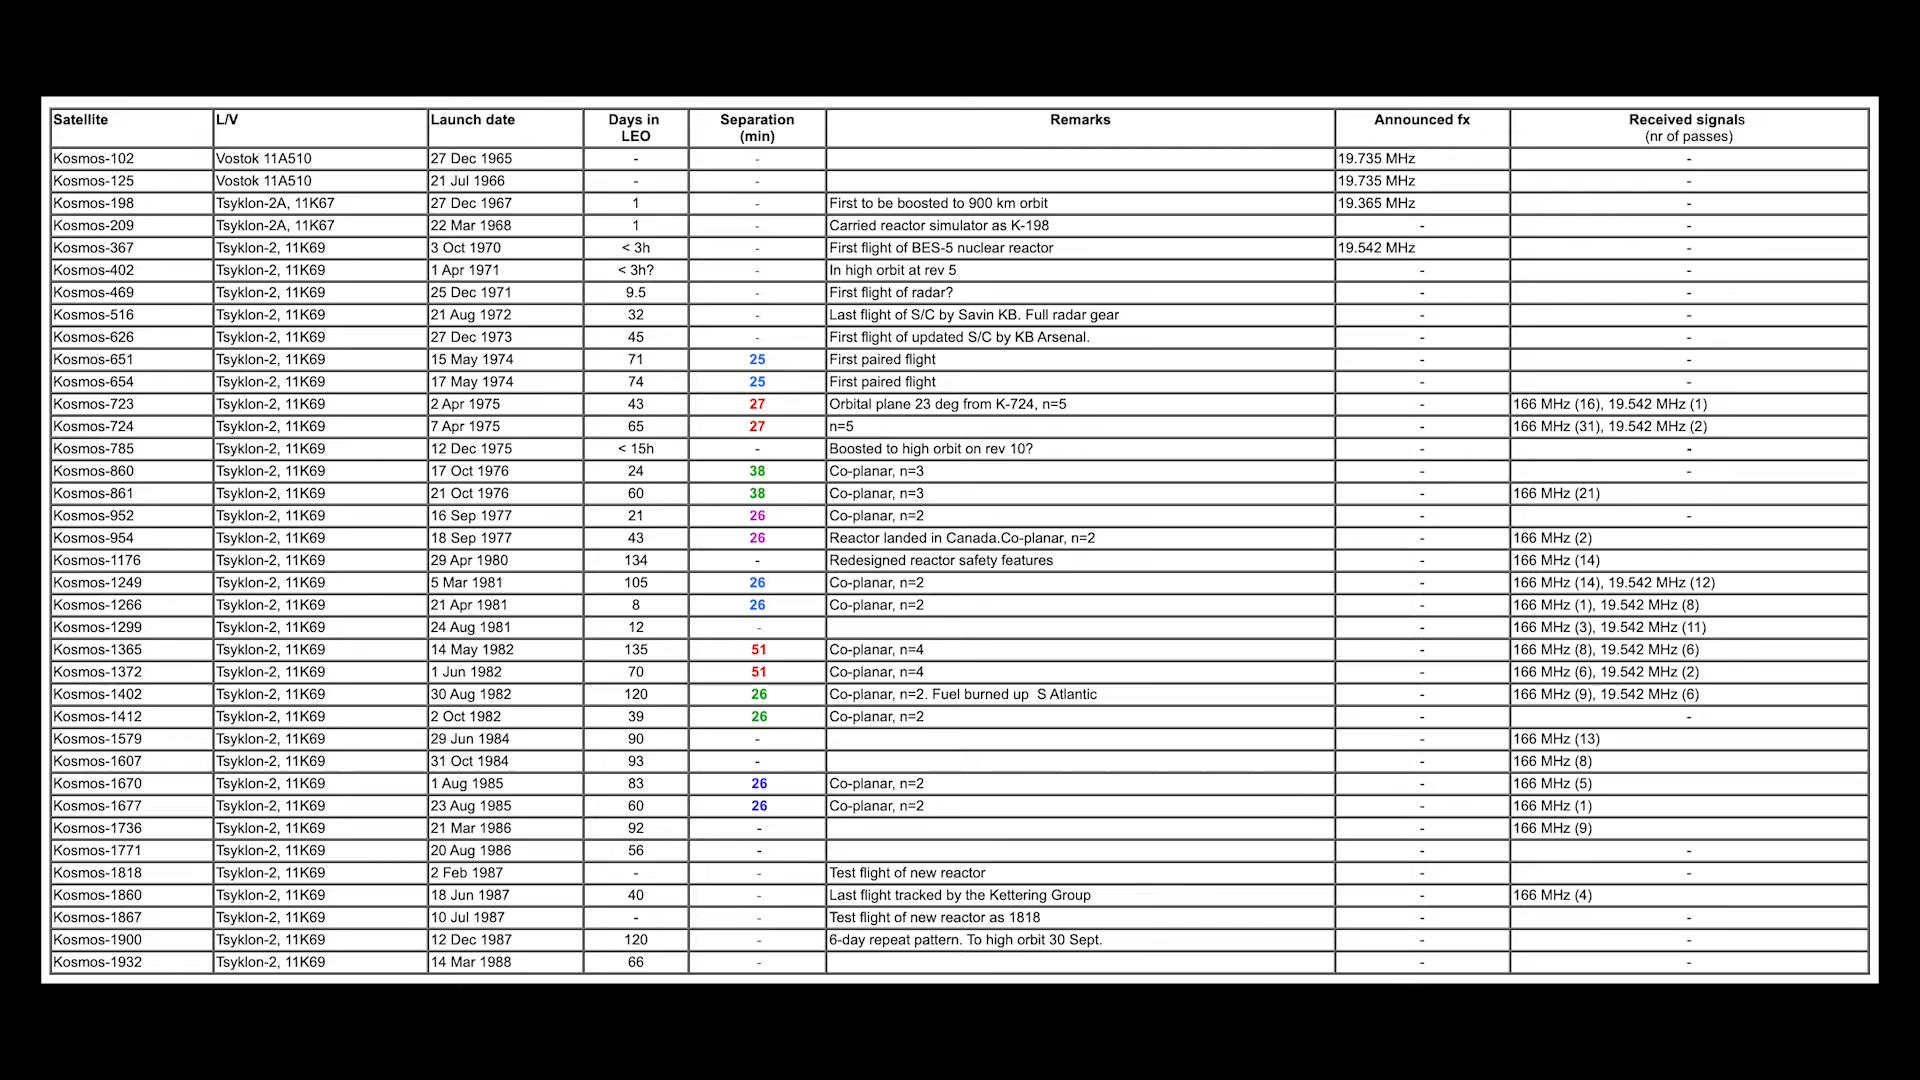 Satellite L/V Launch date Days in LEO Separation (min) Remarks Announced fx Received signals (nr of passes)
Kosmos-102 Vostok 11A510 27 Dec 1965 - - 19.735 MHz -
Kosmos-125 Vostok 11A510 21 Jul 1966 - - 19.735 MHz -
Kosmos-198 Tsyklon-2A, 11K67 27 Dec 1967 1 - First to be boosted to 900 km orbit 19.365 MHz -
Kosmos-209 Tsyklon-2A, 11K67 22 Mar 1968 1 - Carried reactor simulator as K-198 - -
Kosmos-367 Tsyklon-2, 11K69 3 Oct 1970 < 3h - First flight of BES-5 nuclear reactor 19.542 MHz -
Kosmos-402 Tsyklon-2, 11K69 1 Apr 1971 < 3h? - In high orbit at rev 5 - -
Kosmos-469 Tsyklon-2, 11K69 25 Dec 1971 9.5 - First flight of radar? - -
Kosmos-516 Tsyklon-2, 11K69 21 Aug 1972 32 - Last flight of S/C by Savin KB. Full radar gear - -
Kosmos-626 Tsyklon-2, 11K69 27 Dec 1973 45 - First flight of updated S/C by KB Arsenal. - -
Kosmos-651 Tsyklon-2, 11K69 15 May 1974 71 25 First paired flight - -
Kosmos-654 Tsyklon-2, 11K69 17 May 1974 74 25 First paired flight - -
Kosmos-723 Tsyklon-2, 11K69 2 Apr 1975 43 27 Orbital plane 23 deg from K-724, n=5 - 166 MHz (16), 19.542 MHz (1)
Kosmos-724 Tsyklon-2, 11K69 7 Apr 1975 65 27 n=5 - 166 MHz (31), 19.542 MHz (2)
Kosmos-785 Tsyklon-2, 11K69 12 Dec 1975 < 15h - Boosted to high orbit on rev 10? - -
Kosmos-860 Tsyklon-2, 11K69 17 Oct 1976 24 38 Co-planar, n=3 - -
Kosmos-861 Tsyklon-2, 11K69 21 Oct 1976 60 38 Co-planar, n=3 - 166 MHz (21)
Kosmos-952 Tsyklon-2, 11K69 16 Sep 1977 21 26 Co-planar, n=2 - -
Kosmos-954 Tsyklon-2, 11K69 18 Sep 1977 43 26 Reactor landed in Canada.Co-planar, n=2 - 166 MHz (2)
Kosmos-1176 Tsyklon-2, 11K69 29 Apr 1980 134 - Redesigned reactor safety features - 166 MHz (14)
Kosmos-1249 Tsyklon-2, 11K69 5 Mar 1981 105 26 Co-planar, n=2 - 166 MHz (14), 19.542 MHz (12)
Kosmos-1266 Tsyklon-2, 11K69 21 Apr 1981 8 26 Co-planar, n=2 - 166 MHz (1), 19.542 MHz (8)
Kosmos-1299 Tsyklon-2, 11K69 24 Aug 1981 12 - - 166 MHz (3), 19.542 MHz (11)
Kosmos-1365 Tsyklon-2, 11K69 14 May 1982 135 51 Co-planar, n=4 - 166 MHz (8), 19.542 MHz (6)
Kosmos-1372 Tsyklon-2, 11K69 1 Jun 1982 70 51 Co-planar, n=4 - 166 MHz (6), 19.542 MHz (2)
Kosmos-1402 Tsyklon-2, 11K69 30 Aug 1982 120 26 Co-planar, n=2. Fuel burned up S Atlantic - 166 MHz (9), 19.542 MHz (6)
Kosmos-1412 Tsyklon-2, 11K69 2 Oct 1982 39 26 Co-planar, n=2 - -
Kosmos-1579 Tsyklon-2, 11K69 29 Jun 1984 90 - - 166 MHz (13)
Kosmos-1607 Tsyklon-2, 11K69 31 Oct 1984 93 - - 166 MHz (8)
Kosmos-1670 Tsyklon-2, 11K69 1 Aug 1985 83 26 Co-planar, n=2 - 166 MHz (5)
Kosmos-1677 Tsyklon-2, 11K69 23 Aug 1985 60 26 Co-planar, n=2 - 166 MHz (1)
Kosmos-1736 Tsyklon-2, 11K69 21 Mar 1986 92 - - 166 MHz (9)
Kosmos-1771 Tsyklon-2, 11K69 20 Aug 1986 56 - - -
Kosmos-1818 Tsyklon-2, 11K69 2 Feb 1987 - - Test flight of new reactor - -
Kosmos-1860 Tsyklon-2, 11K69 18 Jun 1987 40 - Last flight tracked by the Kettering Group - 166 MHz (4)
Kosmos-1867 Tsyklon-2, 11K69 10 Jul 1987 - - Test flight of new reactor as 1818 - -
Kosmos-1900 Tsyklon-2, 11K69 12 Dec 1987 120 - 6-day repeat pattern. To high orbit 30 Sept. - -
Kosmos-1932 Tsyklon-2, 11K69 14 Mar 1988 66 - - -